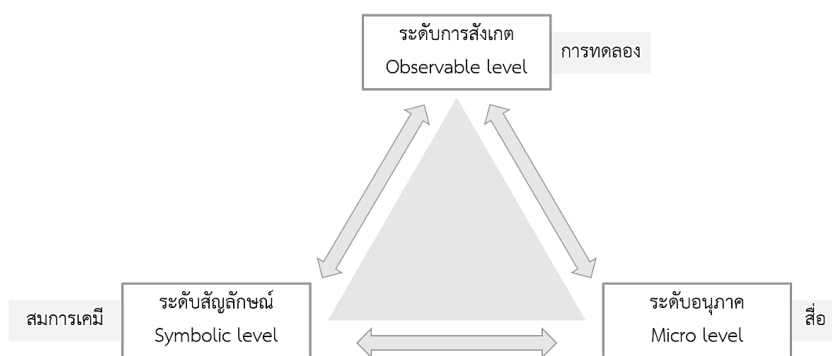 ระดับการสังเกต
Observable level
การทดลอง
สมการเคมี
ระดับสัญลักษณ์
Symbolic level
ระดับอนุภาค
Micro level
สื่อ